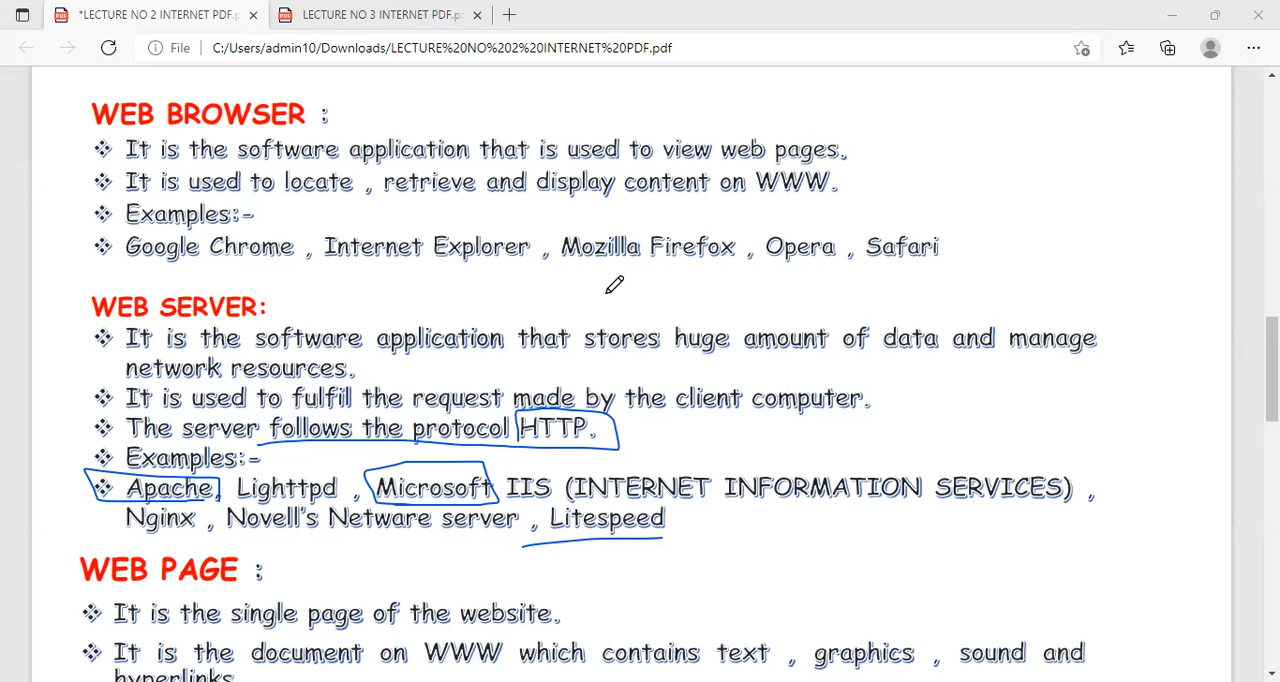 *LECTURE NO 2 INTERNET PDF.p
LECTURE NO 3 INTERNET PDF.p
File
C:/Users/admin10/Downloads/LECTURE%20NO%202%20INTERNET%20PDF.pdf
WEB BROWSER :
❖ It is the software application that is used to view web pages.
❖ It is used to locate , retrieve and display content on WWW.
❖ Examples:-
❖ Google Chrome , Internet Explorer , Mozilla Firefox , Opera , Safari
WEB SERVER:
❖ It is the software application that stores huge amount of data and manage
network resources.
❖ It is used to fulfil the request made by the client computer.
❖ The server follows the protocol HTTP.
❖ Examples:-
❖ Apache, Lighttpd , Microsoft IIS (INTERNET INFORMATION SERVICES) ,
Nginx , Novell's Netware server , Litespeed
WEB PAGE :
❖ It is the single page of the website.
❖ It is the document on WWW which contains text , graphics , sound and
hyperlinks